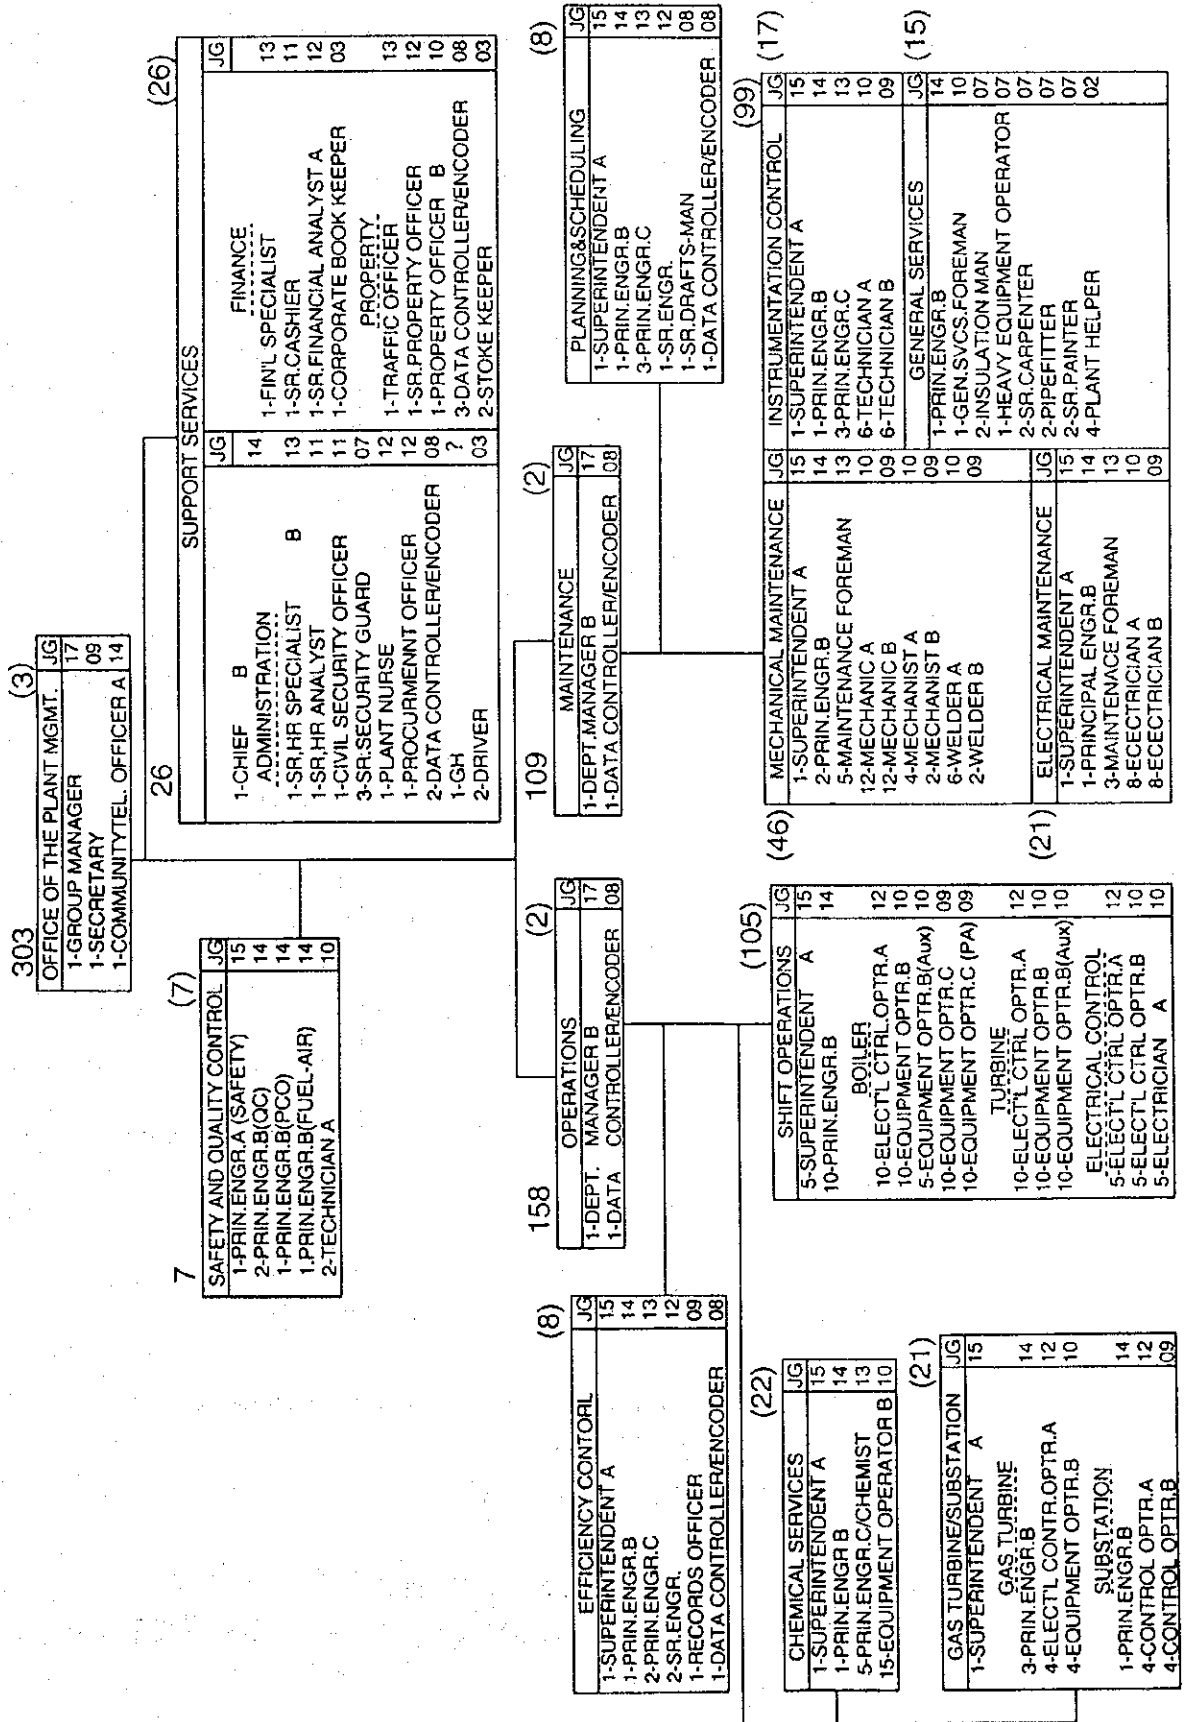 303
(3)
OFFICE OF THE PLANT MGMT. JG
1-GROUP MANAGER 17
1-SECRETARY 09
1-COMMUNITYTEL. OFFICER A 14
7
(7)
SAFETY AND QUALITY CONTROL JG
1-PRIN.ENGR.A (SAFETY) 15
2-PRIN.ENGR.B(QC) 14
1-PRIN.ENGR.B(PCO) 14
1.PRIN.ENGR.B(FUEL-AIR) 14
2-TECHNICIAN A 10
26
(26)
SUPPORT SERVICES
JG
1-CHIEF B 14
ADMINISTRATION
1-SR,HR SPECIALIST B 13
1-SR,HR ANALYST 11
1-CIVIL SECURITY OFFICER 11
3-SR.SECURITY GUARD 07
1-PLANT NURSE 12
1-PROCURMENNT OFFICER 12
2-DATA CONTROLLER/ENCODER 08
1-GH ?
2-DRIVER 03
JG
FINANCE
1-FIN'L SPECIALIST 13
1-SR.CASHIER 11
1-SR.FINANCIAL ANALYST A 12
1-CORPORATE BOOK KEEPER 03
PROPERTY
1-TRAFFIC OFFICER 13
1-SR.PROPERTY OFFICER 12
1-PROPERTY OFFICER B 10
3-DATA CONTROLLER/ENCODER 08
2-STOKE KEEPER 03
158
(2)
OPERATIONS JG
1-DEPT. MANAGER B 17
1-DATA CONTROLLER/ENCODER 08
109
(2)
MAINTENANCE JG
1-DEPT.MANAGER B 17
1-DATA CONTROLLER/ENCODER 08
(8)
EFFICIENCY CONTORL JG
1-SUPERINTENDENT A 15
1-PRIN.ENGR.B 14
2-PRIN.ENGR.C 13
2-SR.ENGR. 12
1-RECORDS OFFICER 09
1-DATA CONTROLLER/ENCODER 08
(8)
PLANNING&SCHEDULING JG
1-SUPERINTENDENT A 15
1-PRIN.ENGR.B 14
3-PRIN.ENGR.C 13
1-SR.ENGR. 12
1-SR.DRAFTS-MAN 08
1-DATA CONTROLLER/ENCODER 08
(22)
CHEMICAL SERVICES JG
1-SUPERINTENDENT A 15
1-PRIN.ENGR B 14
5-PRIN.ENGR.C/CHEMIST 13
15-EQUIPMENT OPERATOR B 10
(21)
GAS TURBINE/SUBSTATION JG
1-SUPERINTENDENT A 15
GAS TURBINE
3-PRIN.ENGR.B 14
4-ELECT'L CONTR.OPTR.A 12
4-EQUIPMENT OPTR.B 10
SUBSTATION
1-PRIN.ENGR.B 14
4-CONTROL OPTR.A 12
4-CONTROL OPTR.B 09
(105)
SHIFT OPERATIONS JG
5-SUPERINTENDENT A 15
10-PRIN.ENGR.B 14
BOILER
10-ELECT'L CTRL.OPTR.A 12
10-EQUIPMENT OPTR.B 10
5-EQUIPMENT OPTR.B(Aux) 10
10-EQUIPMENT OPTR.C 09
10-EQUIPMENT OPTR.C (PA) 09
TURBINE
10-ELECT'L CTRL OPTR.A 12
10-EQUIPMENT OPTR.B 10
10-EQUIPMENT OPTR.B(Aux) 10
ELECTRICAL CONTROL
5-ELECT'L CTRL OPTR.A 12
5-ELECT'L CTRL OPTR.B 10
5-ELECTRICIAN A 10
(99)
(46)
MECHANICAL MAINTENANCE JG
1-SUPERINTENDENT A 15
2-PRIN.ENGR.B 14
5-MAINTENANCE FOREMAN 13
12-MECHANIC A 10
12-MECHANIC B 09
4-MECHANIST A 10
2-MECHANIST B 09
6-WELDER A 10
2-WELDER B 09
(21)
ELECTRICAL MAINTENANCE JG
1-SUPERINTENDENT A 15
1-PRINCIPAL ENGR.B 14
3-MAINTENACE FOREMAN 13
8-ECECTRICIAN A 10
8-ECECTRICIAN B 09
(17)
INSTRUMENTATION CONTROL JG
1-SUPERINTENDENT A 15
1-PRIN.ENGR.B 14
3-PRIN.ENGR.C 13
6-TECHNICIAN A 10
6-TECHNICIAN B 09
(15)
GENERAL SERVICES JG
1-PRIN.ENGR.B 14
1-GEN.SVCS.FOREMAN 10
2-INSULATION MAN 07
1-HEAVY EQUIPMENT OPERATOR 07
2-SR.CARPENTER 07
2-PIPEFITTER 07
2-SR.PAINTER 07
4-PLANT HELPER 02